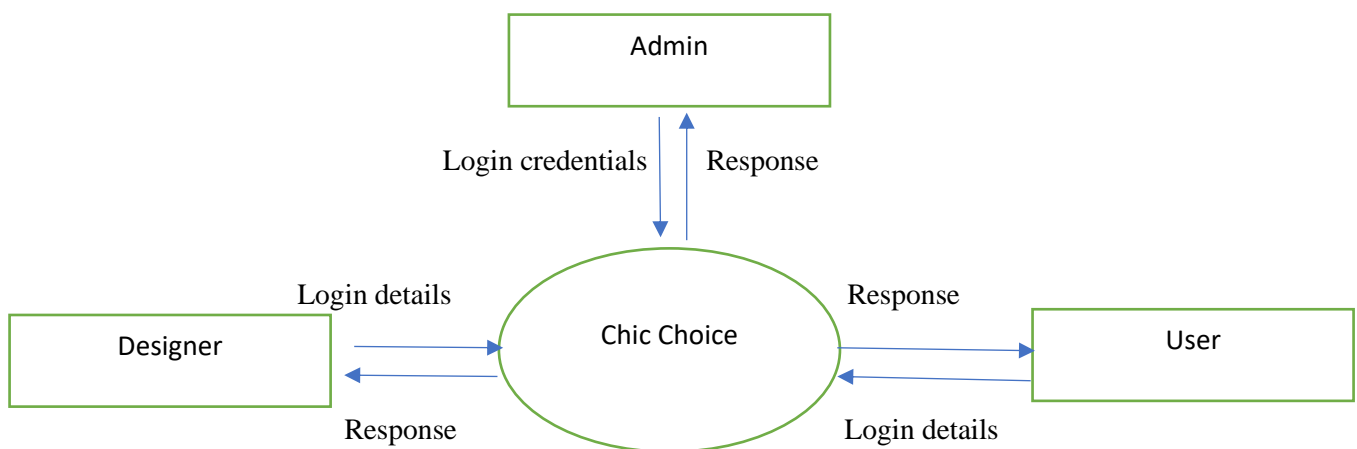 Admin
Login credentials
Response
Login details
Response
Designer
Chic Choice
User
Response
Login details